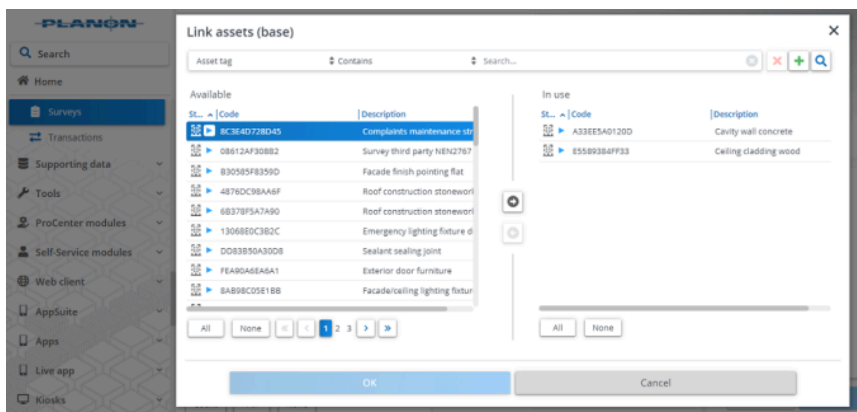 PLANON
Search
Home
Surveys
Transactions
Supporting data
Tools
ProCenter modules
Self-Service modules
Web client
AppSuite
Apps
Live app
Kiosks
Link assets (base)
Asset tag Contains Search...
Available
St... Code Description
8C3E4D728D45 Complaints maintenance str
08612AF308B2 Survey third party NEN2767
B30585F8359D Facade finish pointing flat
4876DC98AA6F Roof construction stonework
6B378F5A7A90 Roof construction stonework
13068E0C3B2C Emergency lighting fixture d
DD83B50A30D8 Sealant sealing joint
FEA90A6EA6A1 Exterior door furniture
8AB98C05E1BB Facade/ceiling lighting fixtur
All None « < 1 2 3 > »
In use
St... Code Description
A33EE5A0120D Cavity wall concrete
E55B9384FF33 Ceiling cladding wood
All None
OK Cancel